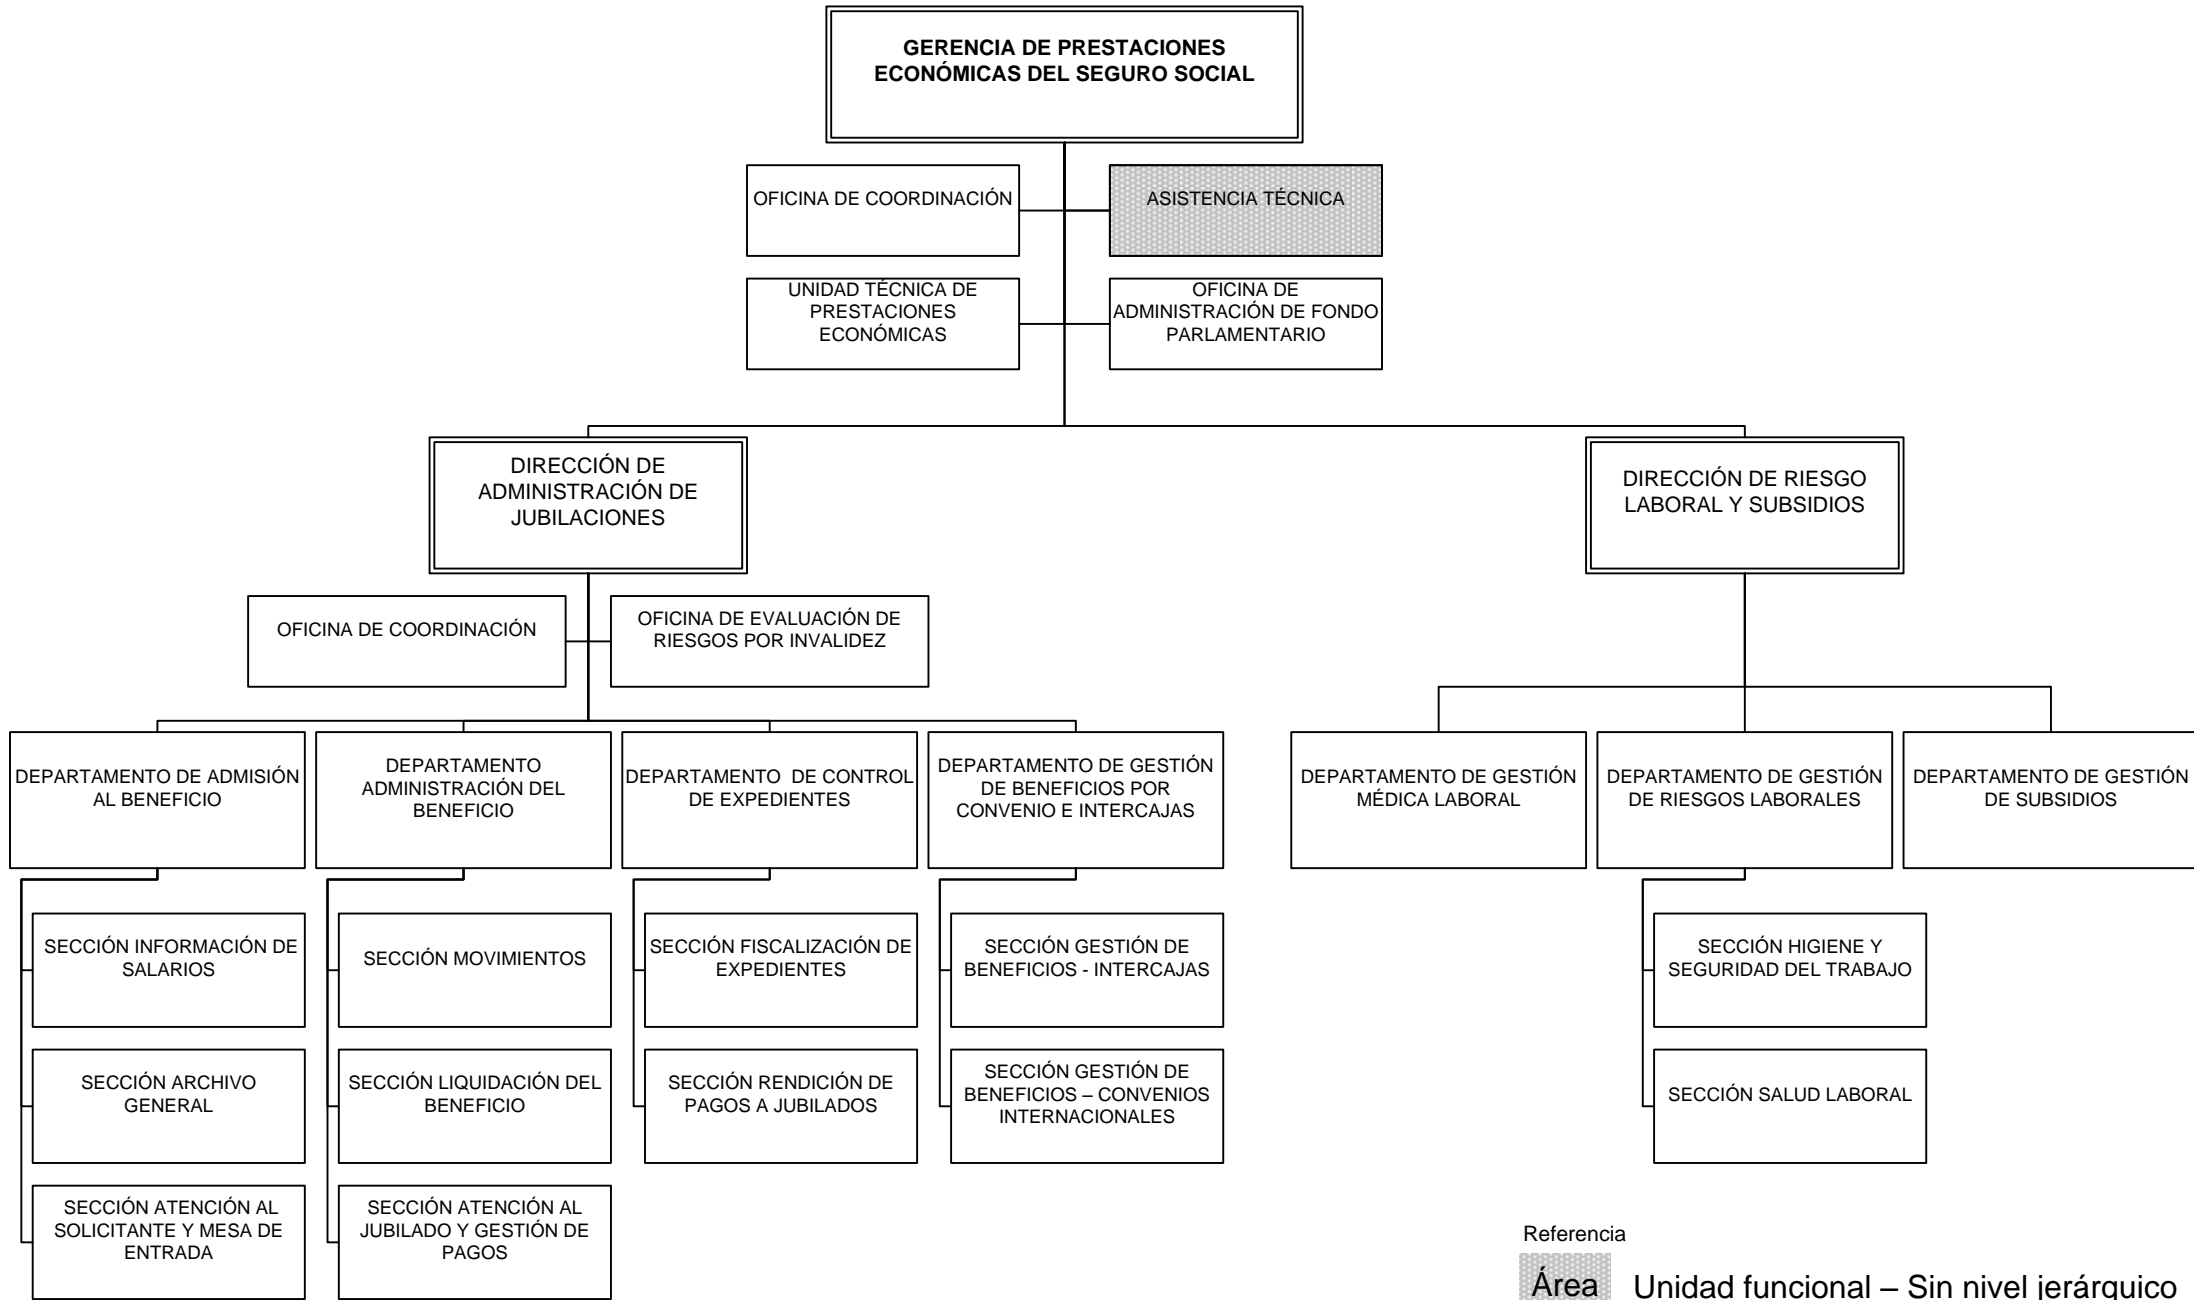 GERENCIA DE PRESTACIONES
ECONÓMICAS DEL SEGURO SOCIAL
OFICINA DE COORDINACIÓN
ASISTENCIA TÉCNICA
UNIDAD TÉCNICA DE
PRESTACIONES
ECONÓMICAS
OFICINA DE
ADMINISTRACIÓN DE FONDO
PARLAMENTARIO
DIRECCIÓN DE
ADMINISTRACIÓN DE
JUBILACIONES
DIRECCIÓN DE RIESGO
LABORAL Y SUBSIDIOS
OFICINA DE COORDINACIÓN
OFICINA DE EVALUACIÓN DE
RIESGOS POR INVALIDEZ
DEPARTAMENTO DE ADMISIÓN
AL BENEFICIO
DEPARTAMENTO
ADMINISTRACIÓN DEL
BENEFICIO
DEPARTAMENTO DE CONTROL
DE EXPEDIENTES
DEPARTAMENTO DE GESTIÓN
DE BENEFICIOS POR
CONVENIO E INTERCAJAS
DEPARTAMENTO DE GESTIÓN
MÉDICA LABORAL
DEPARTAMENTO DE GESTIÓN
DE RIESGOS LABORALES
DEPARTAMENTO DE GESTIÓN
DE SUBSIDIOS
SECCIÓN INFORMACIÓN DE
SALARIOS
SECCIÓN MOVIMIENTOS
SECCIÓN FISCALIZACIÓN DE
EXPEDIENTES
SECCIÓN GESTIÓN DE
BENEFICIOS - INTERCAJAS
SECCIÓN HIGIENE Y
SEGURIDAD DEL TRABAJO
SECCIÓN ARCHIVO
GENERAL
SECCIÓN LIQUIDACIÓN DEL
BENEFICIO
SECCIÓN RENDICIÓN DE
PAGOS A JUBILADOS
SECCIÓN GESTIÓN DE
BENEFICIOS – CONVENIOS
INTERNACIONALES
SECCIÓN SALUD LABORAL
SECCIÓN ATENCIÓN AL
SOLICITANTE Y MESA DE
ENTRADA
SECCIÓN ATENCIÓN AL
JUBILADO Y GESTIÓN DE
PAGOS
Referencia
Área Unidad funcional – Sin nivel jerárquico